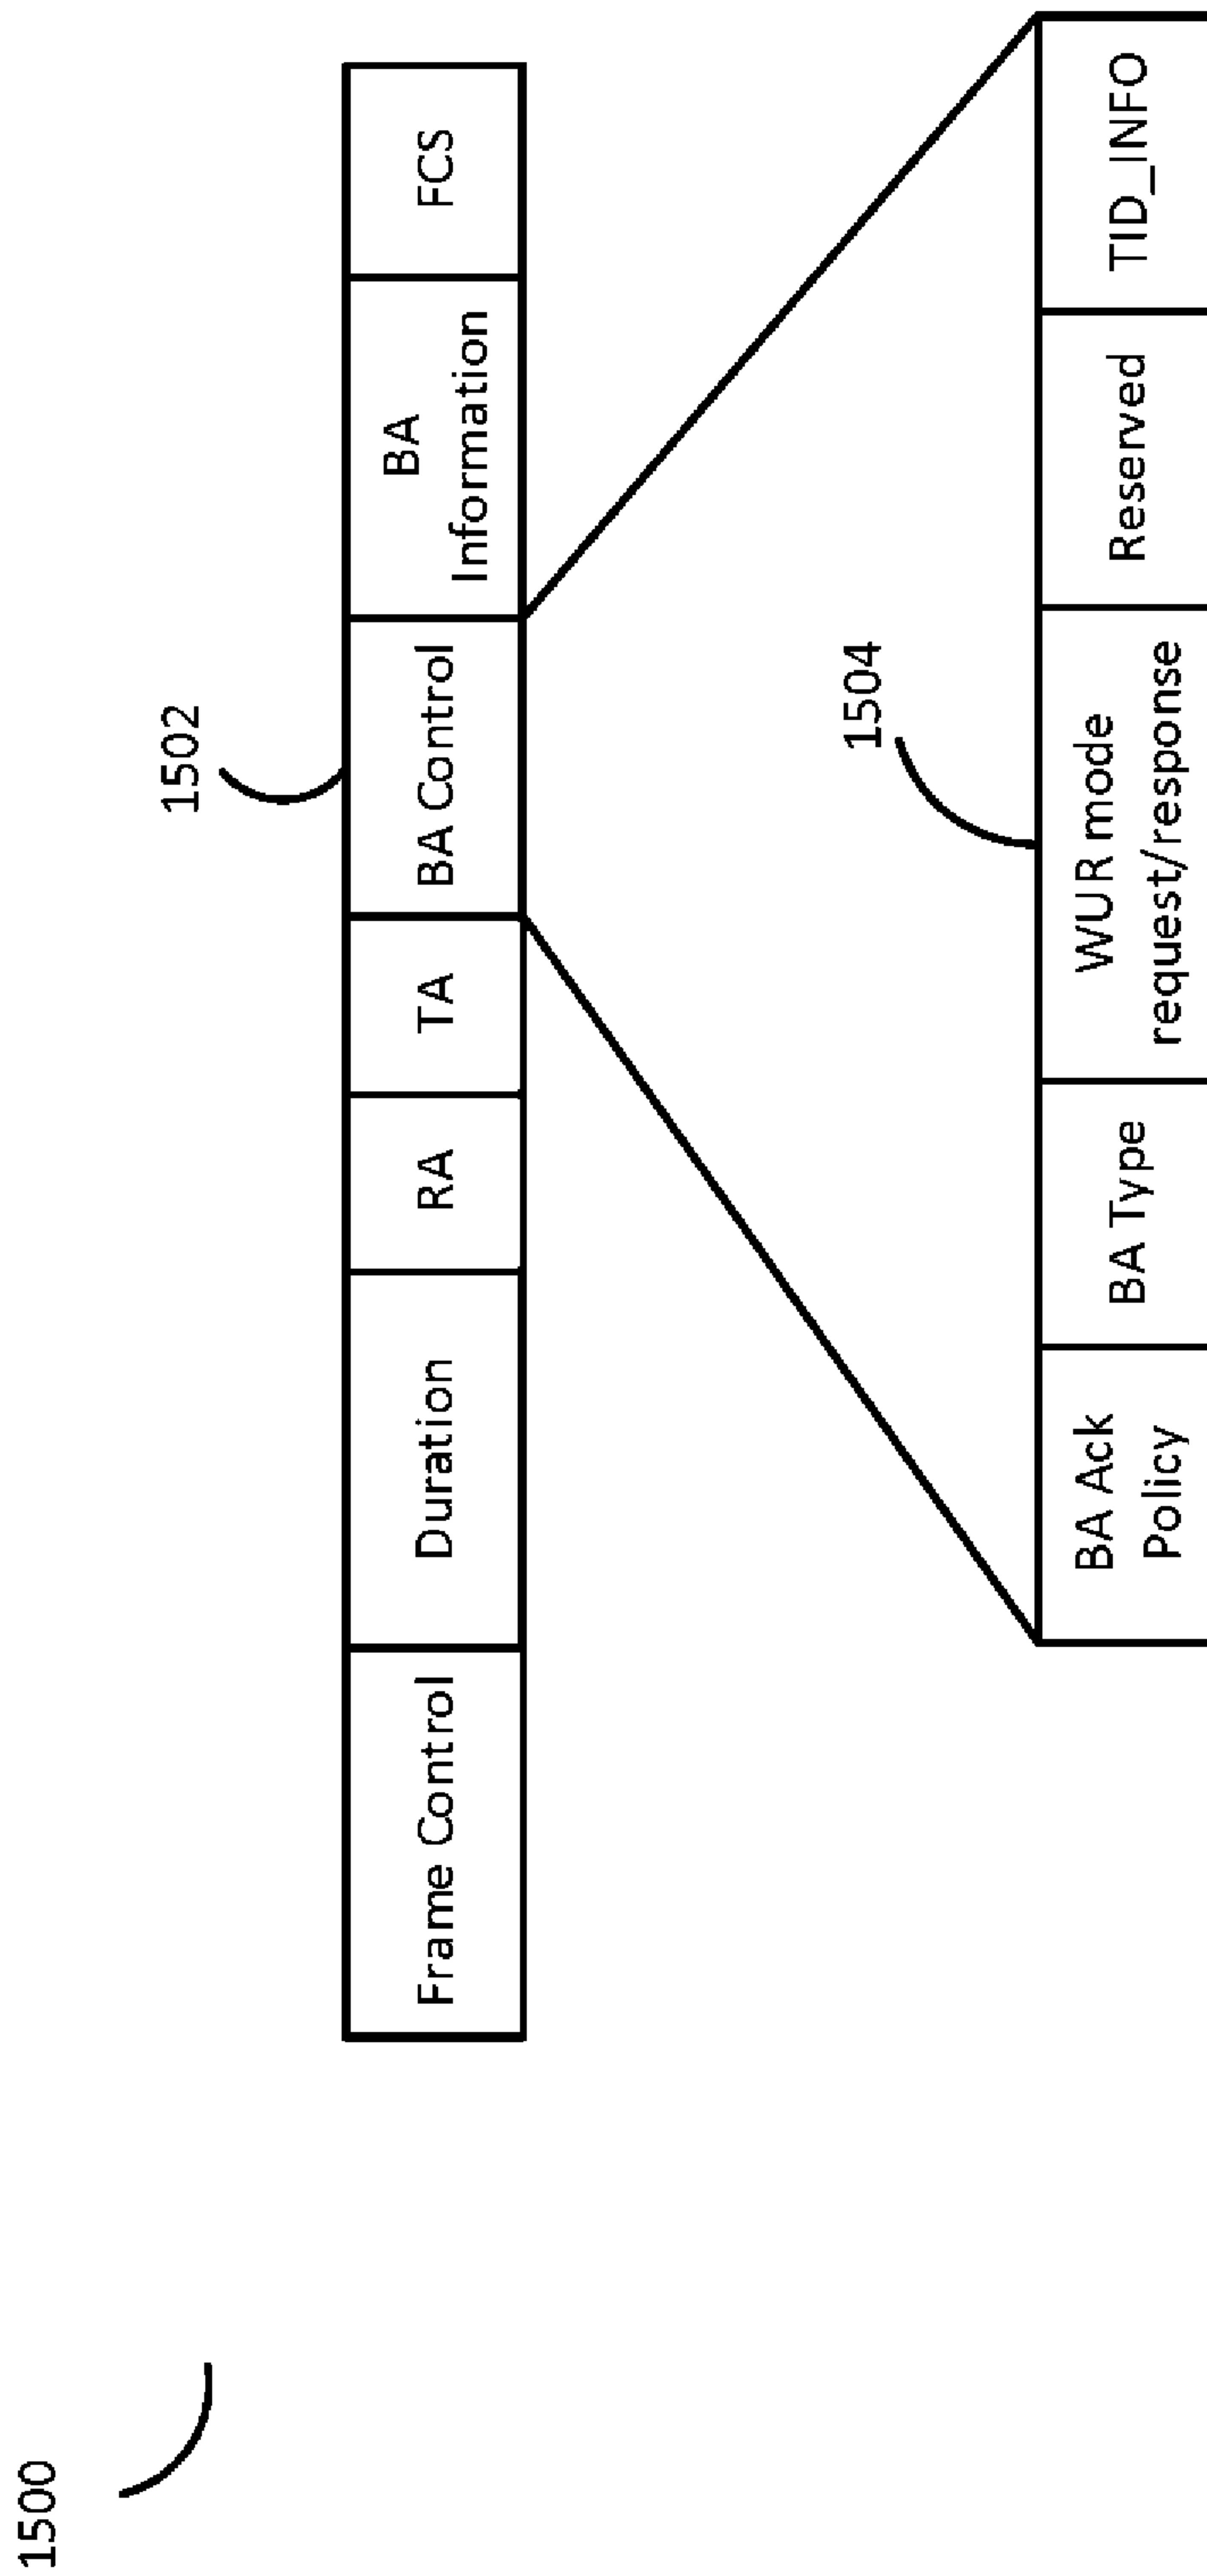 1500
1502
Frame Control
Duration
RA
TA
BA Control
BA
Information
FCS
1504
BA Ack
Policy
BA Type
WUR mode
request/response
Reserved
TID_INFO